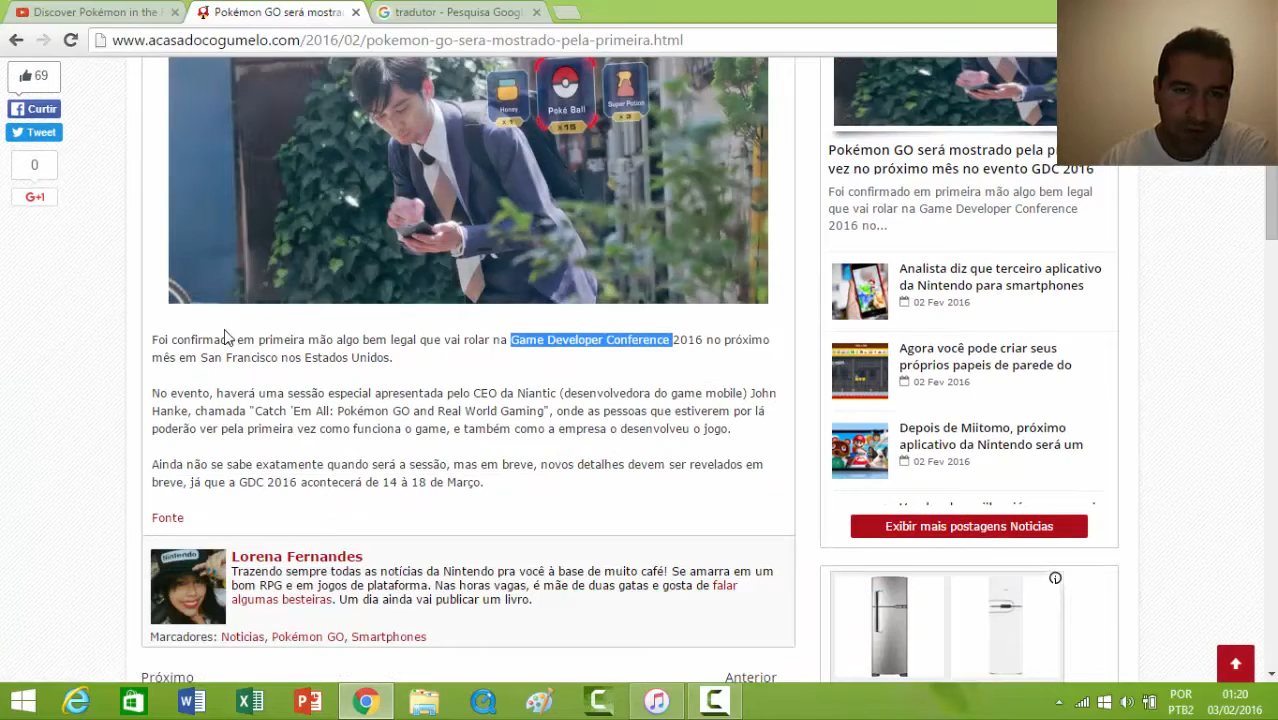 Discover Pokémon in the
Pokémon GO será mostra
tradutor - Pesquisa Goog
www.acasadocogumelo.com/2016/02/pokemon-go-sera-mostrado-pela-primeira.html
69
Curtir
Tweet
0
G+1
Honey
x1
Poké Ball
x15
Super Potion
Foi confirmado em primeira mão algo bem legal que vai rolar na Game Developer Conference 2016 no próximo
mês em San Francisco nos Estados Unidos.
No evento, haverá uma sessão especial apresentada pelo CEO da Niantic (desenvolvedora do game mobile) John
Hanke, chamada "Catch 'Em All: Pokémon GO and Real World Gaming", onde as pessoas que estiverem por lá
poderão ver pela primeira vez como funciona o game, e também como a empresa o desenvolveu o jogo.
Ainda não se sabe exatamente quando será a sessão, mas em breve, novos detalhes devem ser revelados em
breve, já que a GDC 2016 acontecerá de 14 à 18 de Março.
Fonte
Nintendo
Lorena Fernandes
Trazendo sempre todas as notícias da Nintendo pra você à base de muito café! Se amarra em um
bom RPG e em jogos de plataforma. Nas horas vagas, é mãe de duas gatas e gosta de falar
algumas besteiras. Um dia ainda vai publicar um livro.
Marcadores: Noticias, Pokémon GO, Smartphones
Próximo
Anterior
Pokémon GO será mostrado pela p
vez no próximo mês no evento GDC 2016
Foi confirmado em primeira mão algo bem legal
que vai rolar na Game Developer Conference
2016 no...
Analista diz que terceiro aplicativo
da Nintendo para smartphones
02 Fev 2016
Agora você pode criar seus
próprios papeis de parede do
02 Fev 2016
Depois de Miitomo, próximo
aplicativo da Nintendo será um
02 Fev 2016
Exibir mais postagens Noticias
POR
PTB2
01:20
03/02/2016